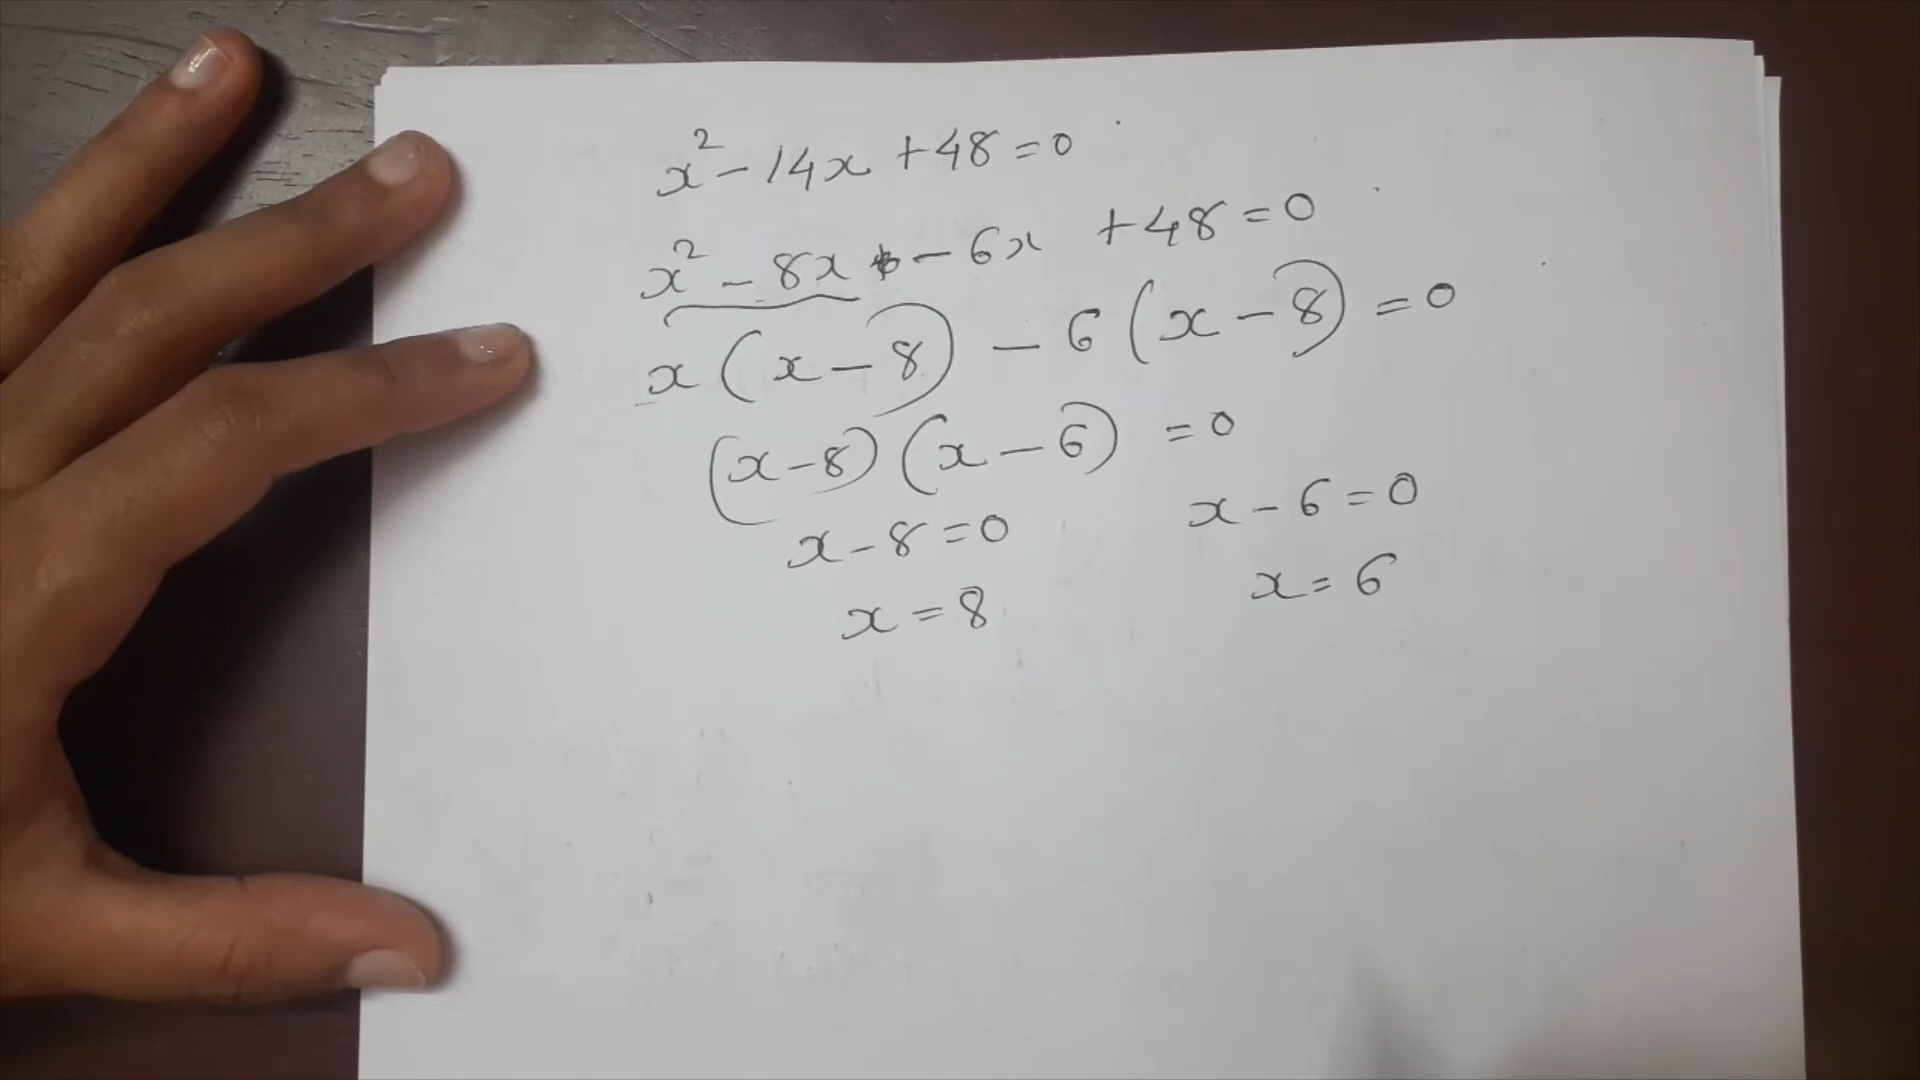 x² - 14x + 48 = 0
x² - 8x - 6x + 48 = 0
x (x - 8) - 6 (x - 8) = 0
(x - 8) (x - 6) = 0
x - 8 = 0 x - 6 = 0
x = 8 x = 6